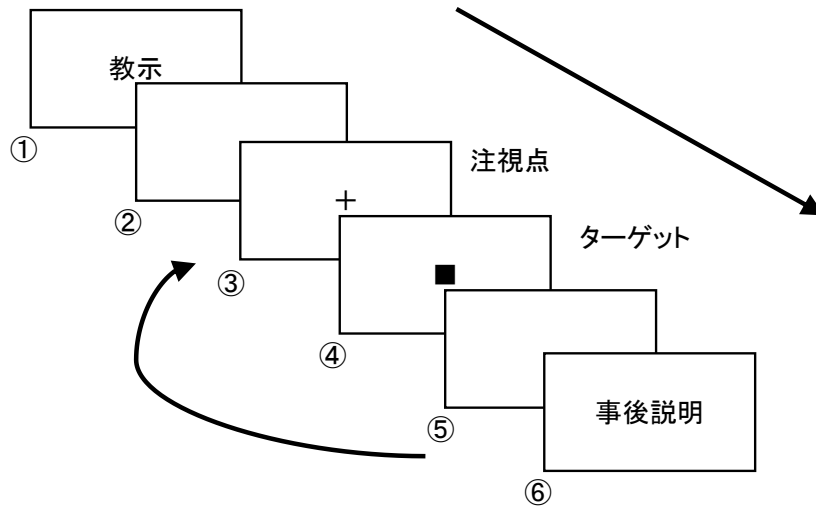 教示
①
②
注視点
+
③
ターゲット
④
⑤
事後説明
⑥